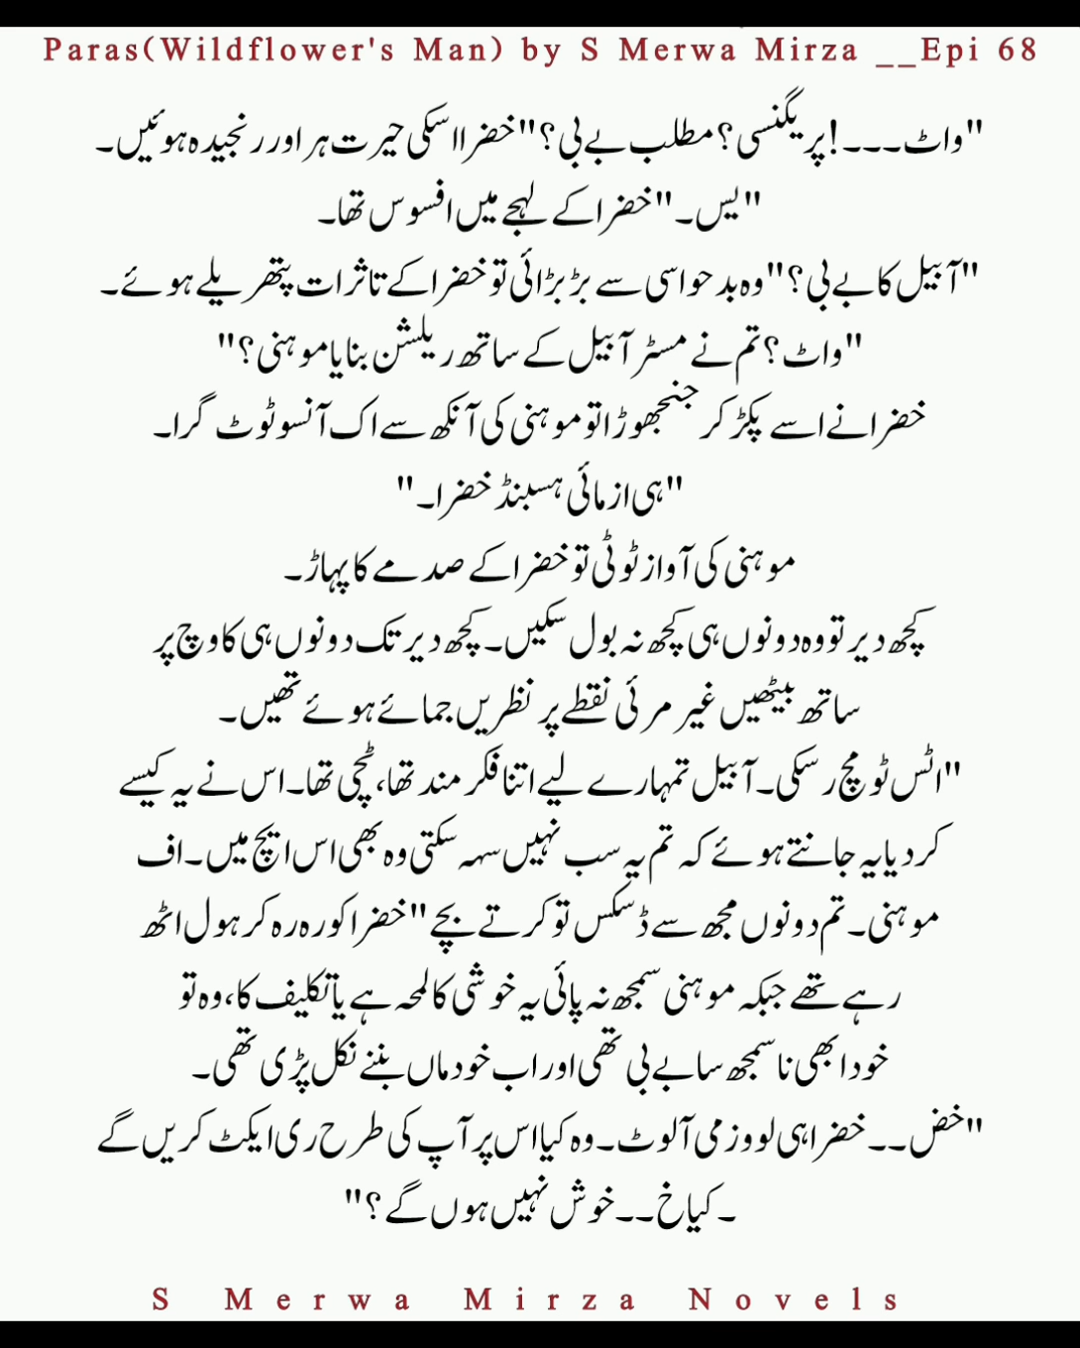 Paras(Wildflower's Man) by S Merwa Mirza __Epi 68
"واٹ۔۔۔!پریگنسی؟ مطلب بے بی؟"خضرا اسکی حیرت ہر اور رنجیدہ ہوئیں۔
"یس۔"خضرا کے لہجے میں افسوس تھا۔
"آبیل کا بے بی؟"وہ بدحواسی سے بڑبڑائی تو خضرا کے تاثرات پتھریلے ہوئے۔
"واٹ؟ تم نے مسٹر آبیل کے ساتھ ریلشن بنایا موہنی؟"
خضرا نے اسے پکڑ کر جنجھوڑا تو موہنی کی آنکھ سے اک آنسو ٹوٹ گرا۔
"ہی از مائی ہسبنڈ خضرا۔"
موہنی کی آواز ٹوٹی تو خضرا کے صدمے کا پہاڑ۔
کچھ دیر تو وہ دونوں ہی کچھ نہ بول سکیں۔ کچھ دیر تک دونوں ہی کاوچ پر
ساتھ بیٹھیں غیر مرئی نقطے پر نظریں جمائے ہوئے تھیں۔
"اٹس ٹو مچ رسکی۔ آبیل تمہارے لیے اتنا فکر مند تھا، ٹچی تھا۔ اس نے یہ کیسے
کر دیا یہ جانتے ہوئے کہ تم یہ سب نہیں سہہ سکتی وہ بھی اس ایج میں۔ اف
موہنی۔ تم دونوں مجھ سے ڈسکس تو کرتے بچے"خضرا کو رہ رہ کر ہول اٹھ
رہے تھے جبکہ موہنی سمجھ نہ پائی یہ خوشی کا لمحہ ہے یا تکلیف کا، وہ تو
خود ابھی نا سمجھ سا بے بی تھی اور اب خود ماں بننے نکل پڑی تھی۔
"خض۔۔ خضرا ہی لوو ز می آلوٹ۔ وہ کیا اس پر آپ کی طرح ری ایکٹ کریں گے
۔ کیا خ۔۔ خوش نہیں ہوں گے؟"
S Merwa Mirza Novels